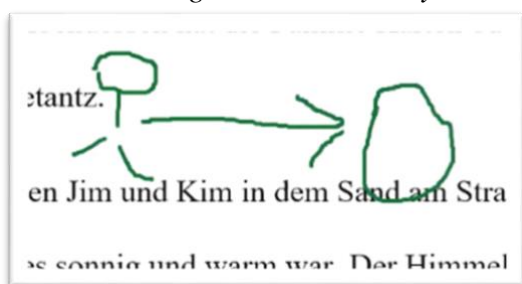 etantz.
en Jim und Kim in dem Sand am Stra
es sonnig und warm war. Der Himmel